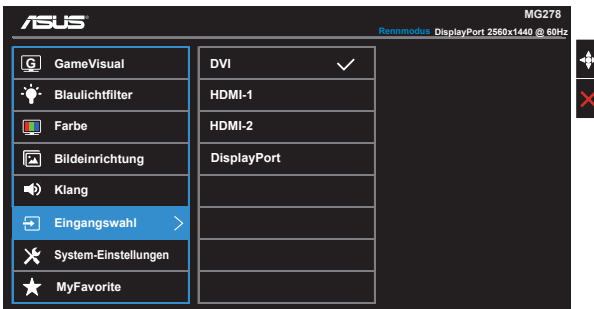 ASUS
MG278
Rennmodus DisplayPort 2560x1440 @ 60Hz
G GameVisual
Blaulichtfilter
Farbe
Bildeinrichtung
Klang
Eingangswahl
System-Einstellungen
MyFavorite
DVI
HDMI-1
HDMI-2
DisplayPort